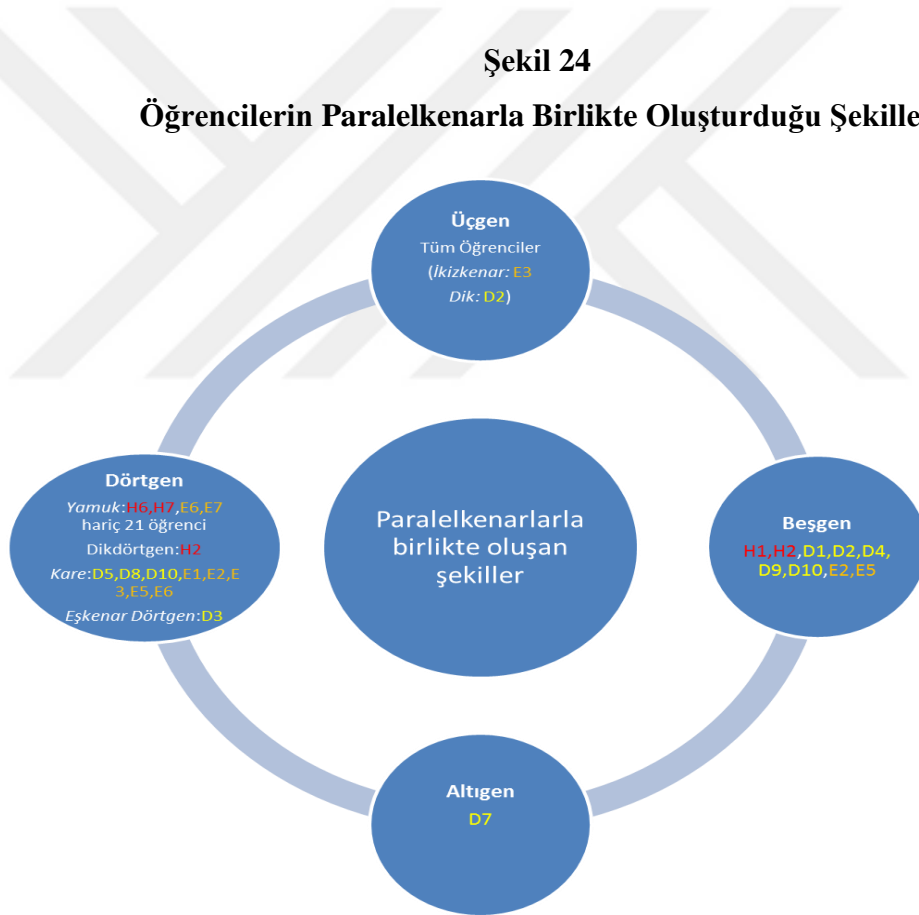 Şekil 24
Öğrencilerin Paralelkenarla Birlikte Oluşturduğu Şekille
Üçgen
Tüm Öğrenciler
(İkizkenar: E3
Dik: D2)
Dörtgen
Yamuk:H6,H7,E6,E7
hariç 21 öğrenci
Dikdörtgen:H2
Kare:D5,D8,D10,E1,E2,E
3,E5,E6
Eşkenar Dörtgen:D3
Paralelkenarlarla
birlikte oluşan
şekiller
Beşgen
H1,H2,D1,D2,D4,
D9,D10,E2,E5
Altıgen
D7